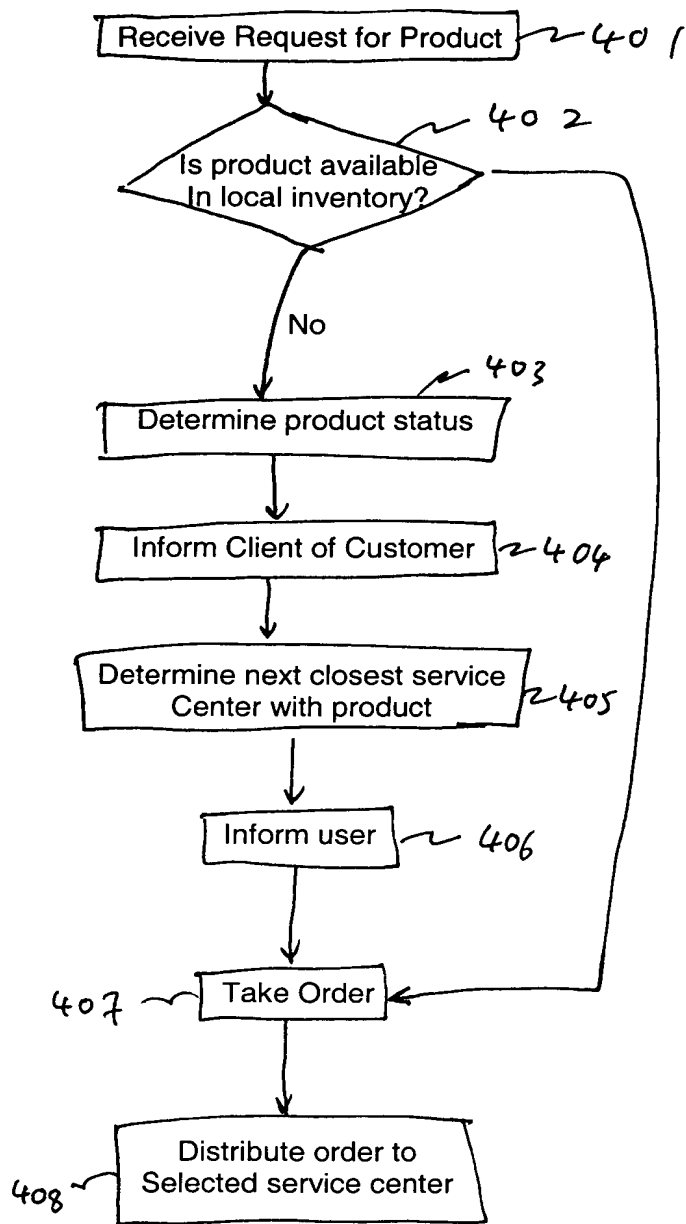 Receive Request for Product 401
402
Is product available
In local inventory?
No
403
Determine product status
Inform Client of Customer 404
Determine next closest service
Center with product 405
Inform user 406
407 Take Order
Distribute order to
408 Selected service center